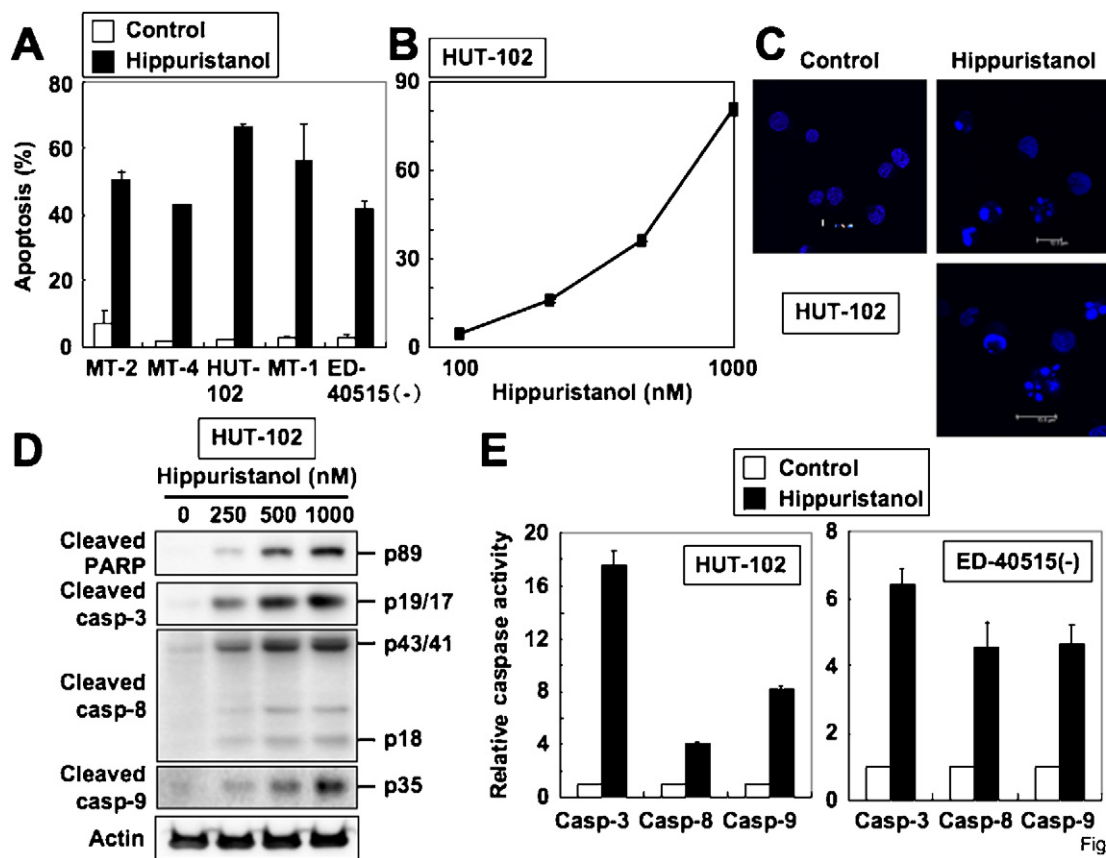 A
Control
Hippuristanol
Apoptosis (%)
80
60
40
20
0
MT-2 MT-4 HUT-102 MT-1 ED-40515(-)
B
HUT-102
90
60
30
0
100 1000
Hippuristanol (nM)
C
Control Hippuristanol
HUT-102
D
HUT-102
Hippuristanol (nM)
0 250 500 1000
Cleaved PARP p89
Cleaved casp-3 p19/17
Cleaved casp-8 p43/41
p18
Cleaved casp-9 p35
Actin
E
Control
Hippuristanol
Relative caspase activity
20
16
12
8
4
0
HUT-102
Casp-3 Casp-8 Casp-9
8
6
4
2
0
ED-40515(-)
Casp-3 Casp-8 Casp-9
Fig